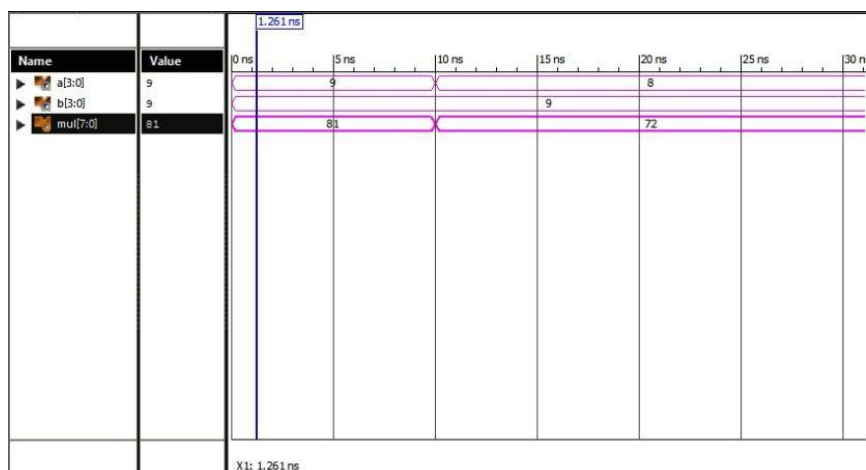 1.261 ns
Name Value 0 ns 5 ns 10 ns 15 ns 20 ns 25 ns 30 n
a[3:0] 9 9 8
b[3:0] 9 9
mul[7:0] 81 81 72
X1: 1.261 ns